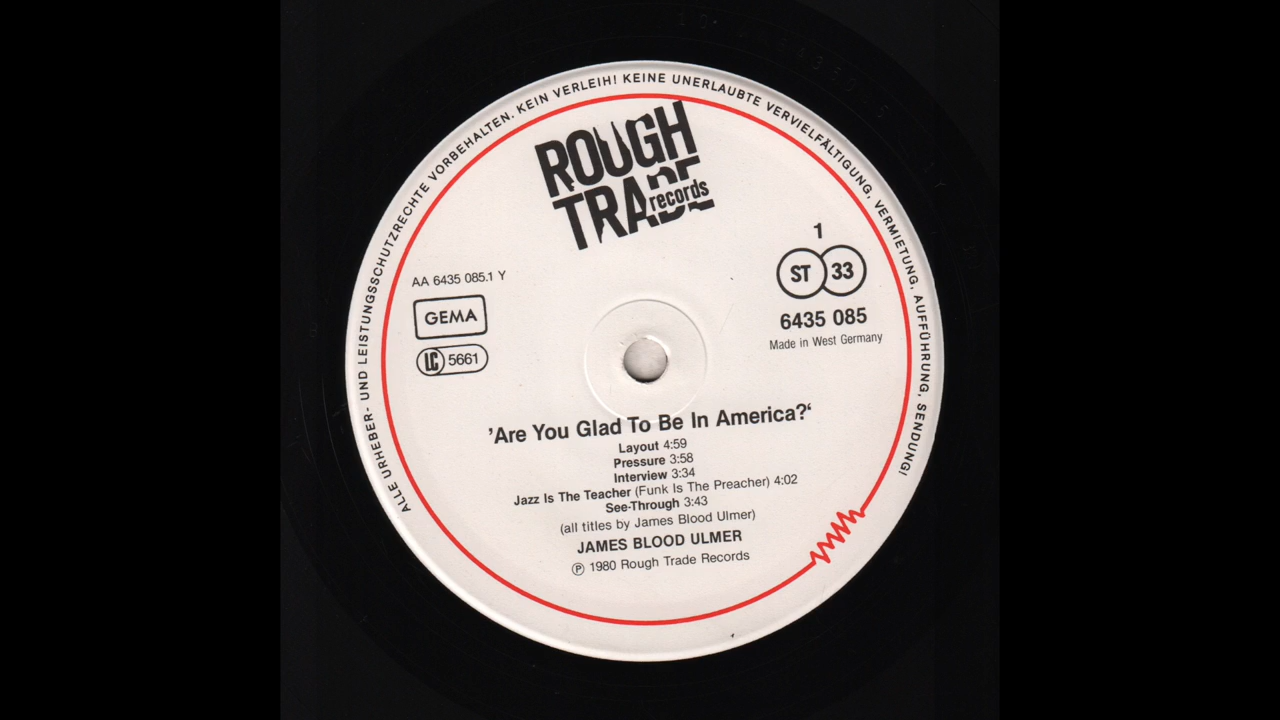 ALLE URHEBER- UND LEISTUNGSSCHUTZRECHTE VORBEHALTEN. KEIN VERLEIH! KEINE UNERLAUBTE VERVIELFÄLTIGUNG, VERMIETUNG, AUFFÜHRUNG, SENDUNG!
ROUGH
TRADE
records
1
ST 33
6435 085
Made in West Germany
AA 6435 085.1 Y
GEMA
LC 5661
’Are You Glad To Be In America?‘
Layout 4:59
Pressure 3:58
Interview 3:34
Jazz Is The Teacher (Funk Is The Preacher) 4:02
See-Through 3:43
(all titles by James Blood Ulmer)
JAMES BLOOD ULMER
Ⓟ 1980 Rough Trade Records